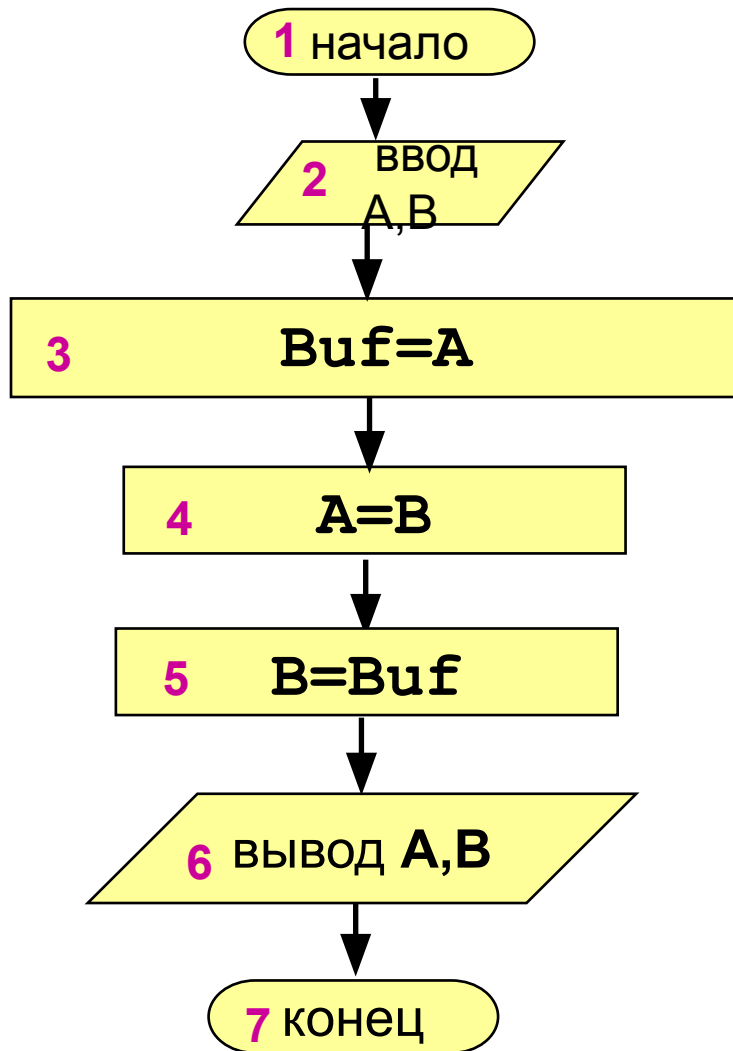 1 начало
2 ввод
A,B
3 Buf=A
4 A=B
5 B=Buf
6 вывод A,B
7 конец